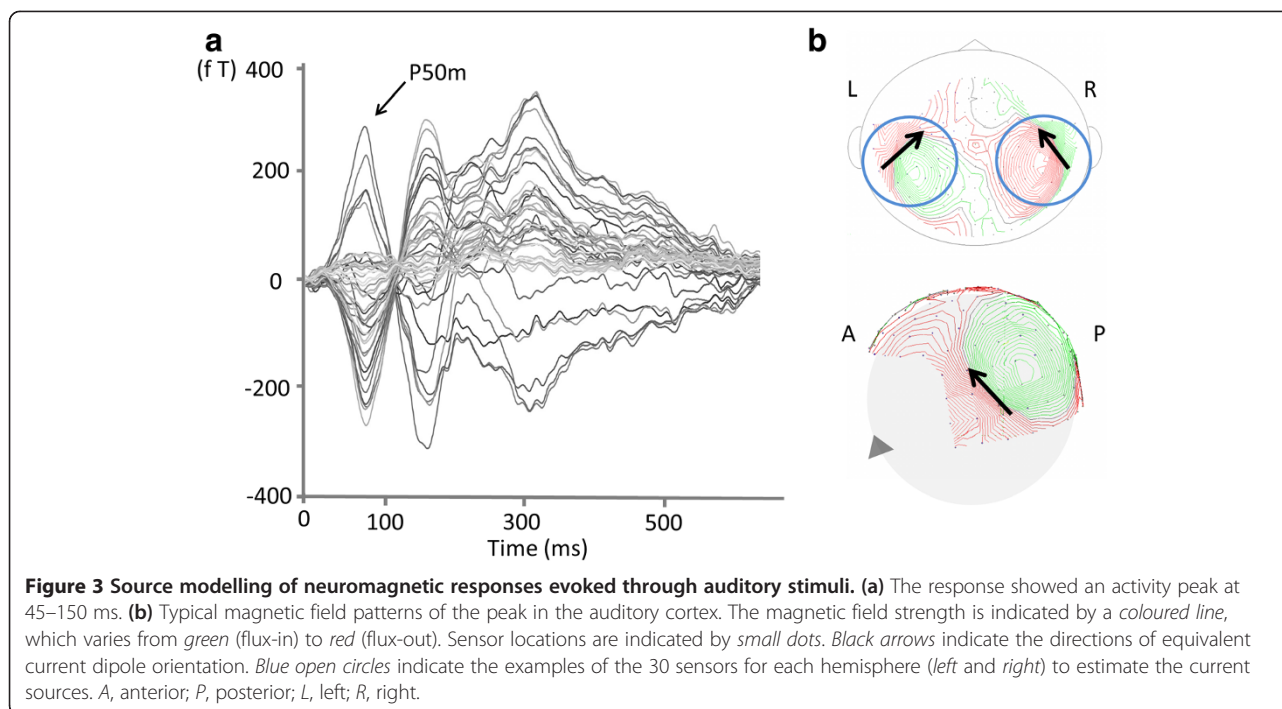 a
(f T)
400
200
0
-200
-400
P50m
0
100
300
500
Time (ms)
b
L
R
A
P
Figure 3 Source modelling of neuromagnetic responses evoked through auditory stimuli. (a) The response showed an activity peak at
45–150 ms. (b) Typical magnetic field patterns of the peak in the auditory cortex. The magnetic field strength is indicated by a coloured line,
which varies from green (flux-in) to red (flux-out). Sensor locations are indicated by small dots. Black arrows indicate the directions of equivalent
current dipole orientation. Blue open circles indicate the examples of the 30 sensors for each hemisphere (left and right) to estimate the current
sources. A, anterior; P, posterior; L, left; R, right.